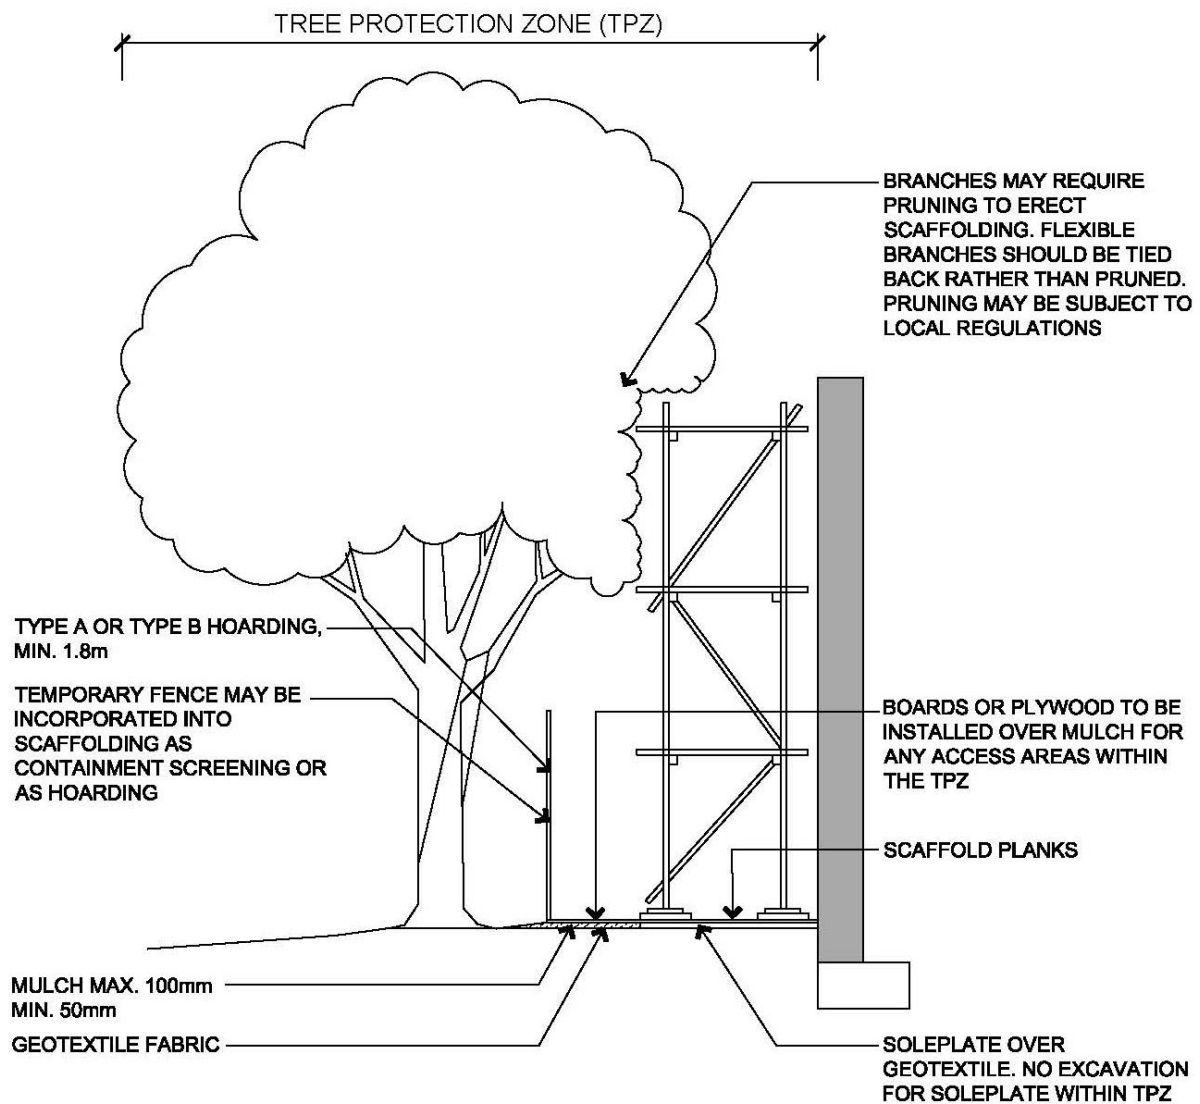 TREE PROTECTION ZONE (TPZ)
BRANCHES MAY REQUIRE
PRUNING TO ERECT
SCAFFOLDING. FLEXIBLE
BRANCHES SHOULD BE TIED
BACK RATHER THAN PRUNED.
PRUNING MAY BE SUBJECT TO
LOCAL REGULATIONS
TYPE A OR TYPE B HOARDING,
MIN. 1.8m
TEMPORARY FENCE MAY BE
INCORPORATED INTO
SCAFFOLDING AS
CONTAINMENT SCREENING OR
AS HOARDING
BOARDS OR PLYWOOD TO BE
INSTALLED OVER MULCH FOR
ANY ACCESS AREAS WITHIN
THE TPZ
SCAFFOLD PLANKS
MULCH MAX. 100mm
MIN. 50mm
GEOTEXTILE FABRIC
SOLEPLATE OVER
GEOTEXTILE. NO EXCAVATION
FOR SOLEPLATE WITHIN TPZ